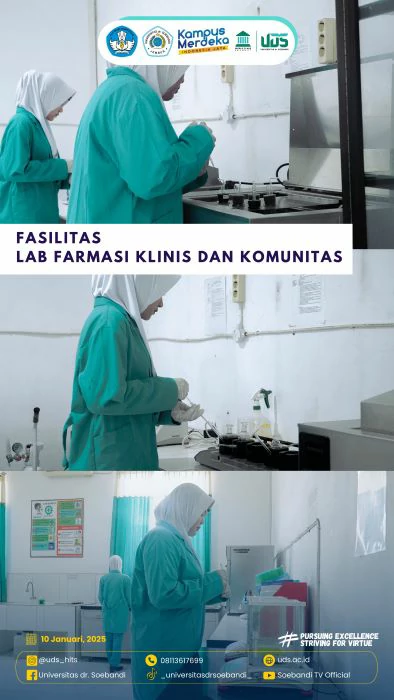 Kampus
Merdeka
INDONESIA JAYA
UDS
FASILITAS
LAB FARMASI KLINIS DAN KOMUNITAS
10 Januari, 2025
# PURSUING EXCELLENCE
STRIVING FOR VIRTUE
@uds_hits
08113617699
uds.ac.id
Universitas dr. Soebandi
_universitasdrsoebandi_
Soebandi TV Official